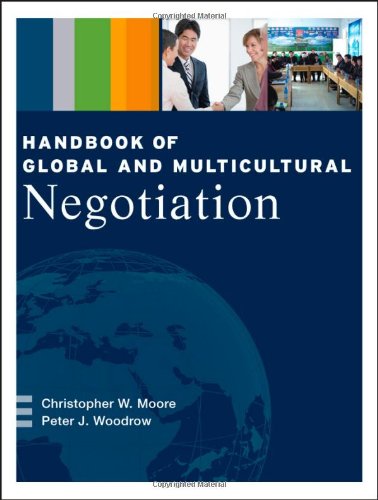 Copyrighted Material
HANDBOOK OF
GLOBAL AND MULTICULTURAL
Negotiation
Christopher W. Moore
Peter J. Woodrow
Copyrighted Material